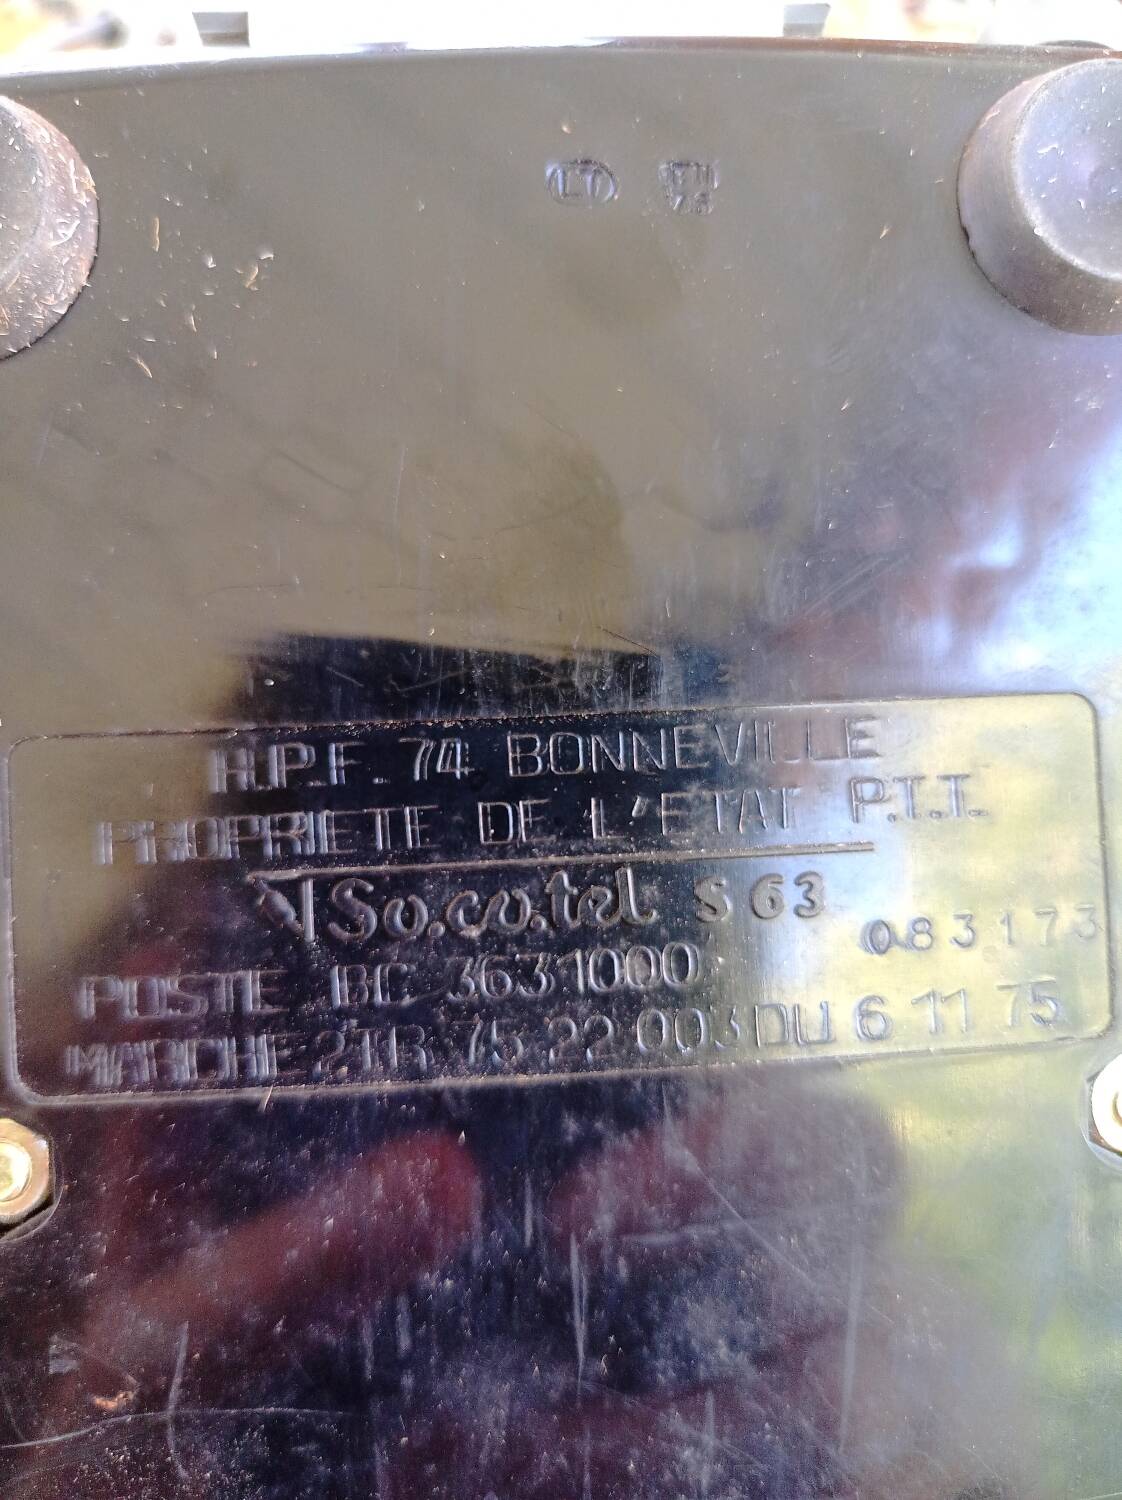 CT
H.P.F. 74 BONNEVILLE
PROPRIETE DE L'ETAT P.T.T.
So.co.tel S 63
083173
POSTE BC 3631000
MARCHE 2TR 75 22 003 DU 6 11 75